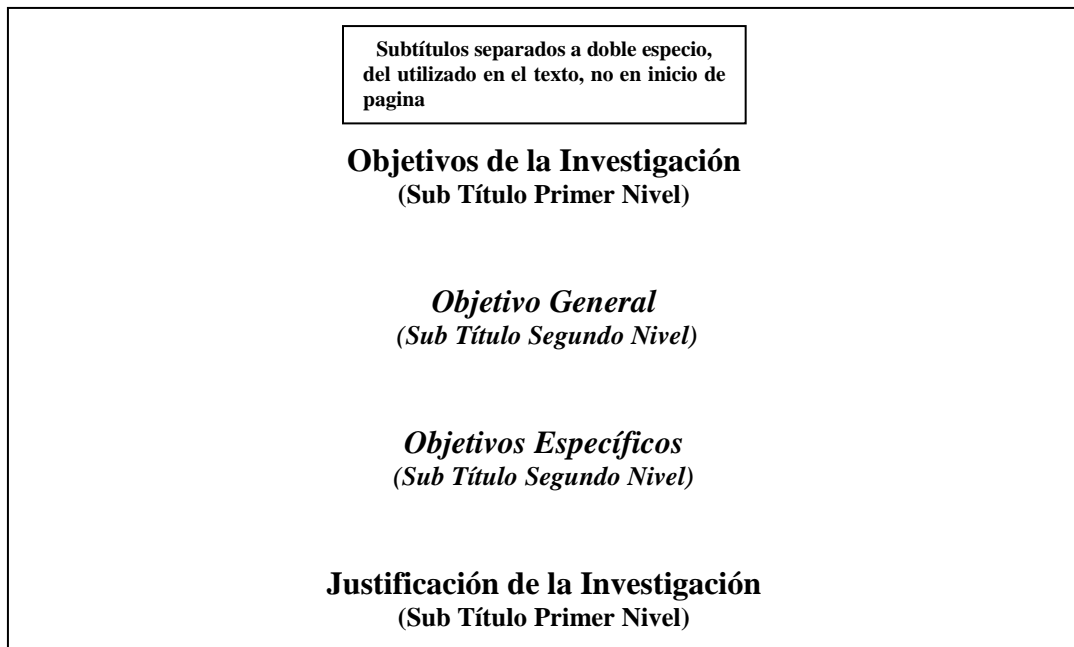 Subtítulos separados a doble especio,
del utilizado en el texto, no en inicio de
pagina
Objetivos de la Investigación
(Sub Título Primer Nivel)
Objetivo General
(Sub Título Segundo Nivel)
Objetivos Específicos
(Sub Título Segundo Nivel)
Justificación de la Investigación
(Sub Título Primer Nivel)